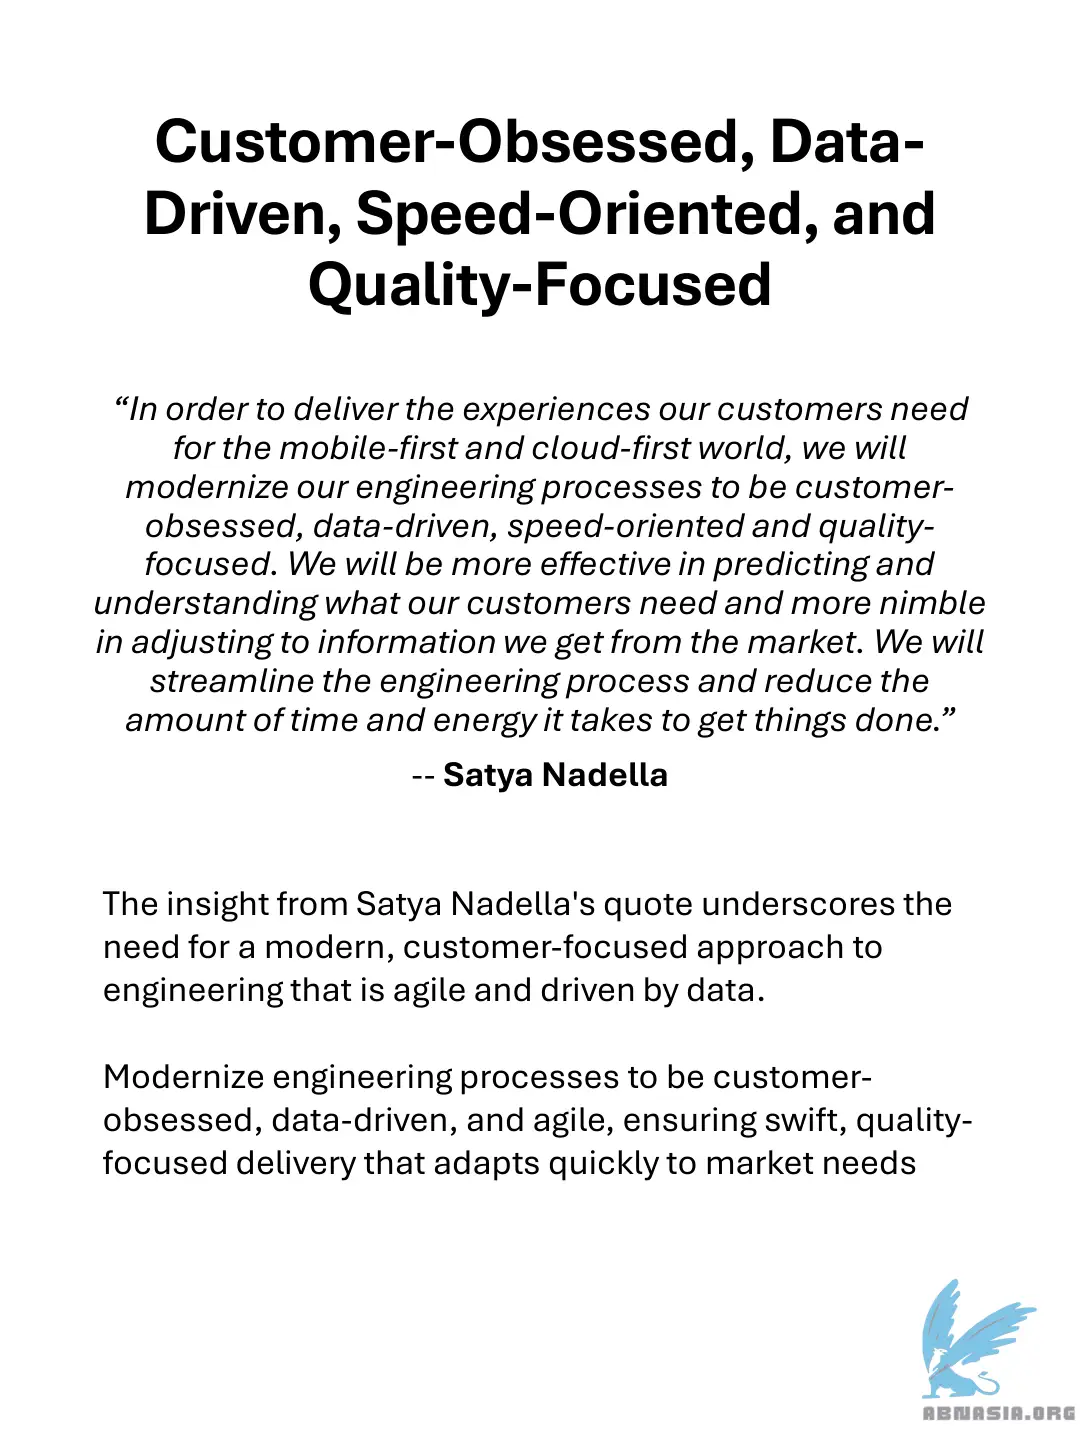 Customer-Obsessed, Data-
Driven, Speed-Oriented, and
Quality-Focused
“In order to deliver the experiences our customers need
for the mobile-first and cloud-first world, we will
modernize our engineering processes to be customer-
obsessed, data-driven, speed-oriented and quality-
focused. We will be more effective in predicting and
understanding what our customers need and more nimble
in adjusting to information we get from the market. We will
streamline the engineering process and reduce the
amount of time and energy it takes to get things done.”
-- Satya Nadella
The insight from Satya Nadella's quote underscores the
need for a modern, customer-focused approach to
engineering that is agile and driven by data.
Modernize engineering processes to be customer-
obsessed, data-driven, and agile, ensuring swift, quality-
focused delivery that adapts quickly to market needs
ABNASIA.ORG